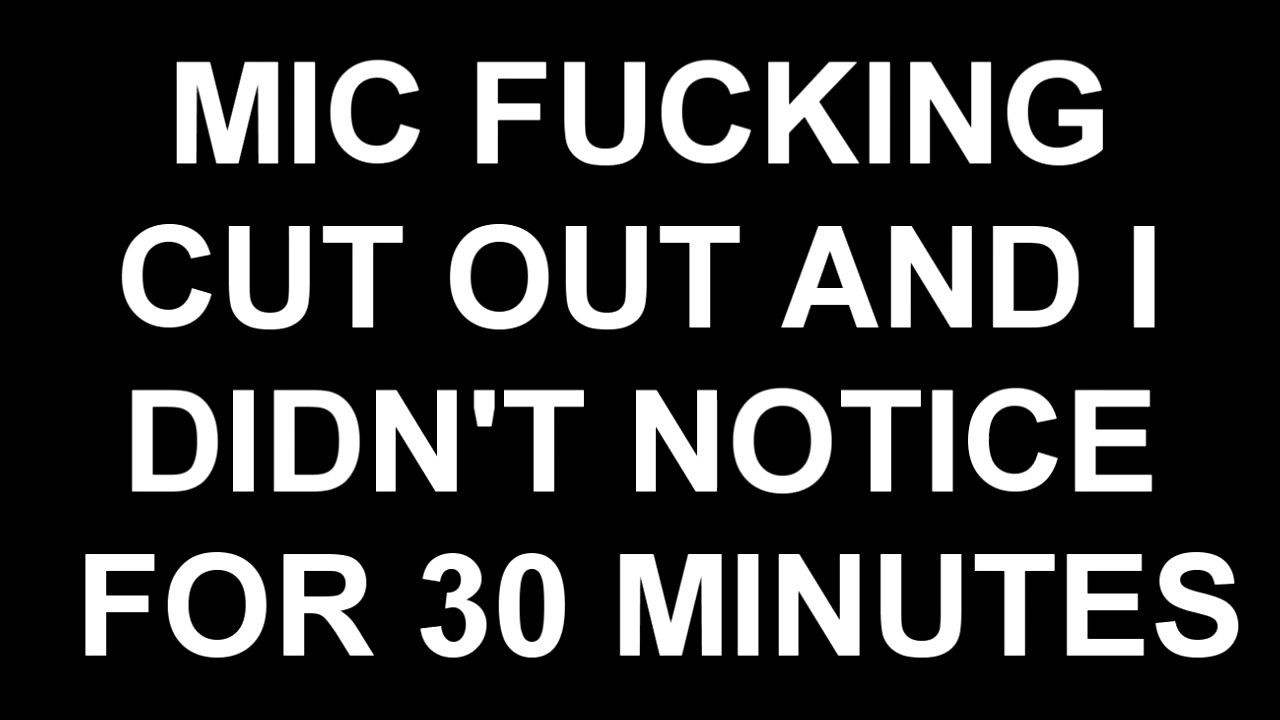 MIC FUCKING
CUT OUT AND I
DIDN'T NOTICE
FOR 30 MINUTES